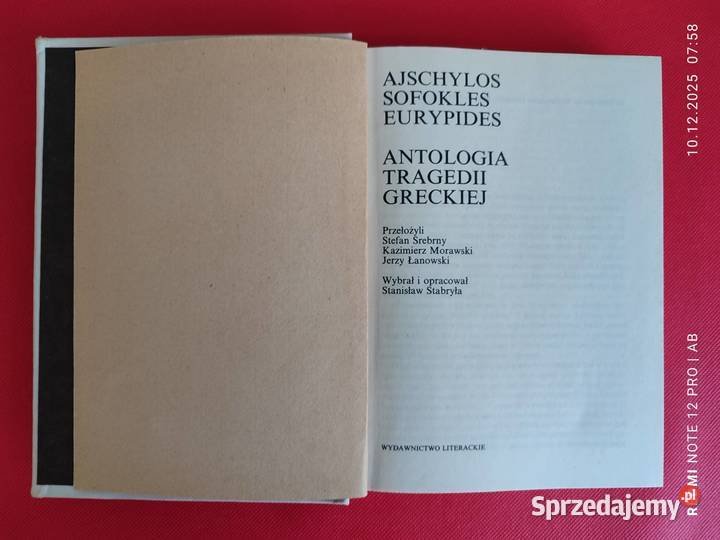 AJSCHYLOS
SOFOKLES
EURYPIDES
ANTOLOGIA
TRAGEDII
GRECKIEJ
Przełożyli
Stefan Srebrny
Kazimierz Morawski
Jerzy Łanowski
Wybrał i opracował
Stanisław Stabryła
WYDAWNICTWO LITERACKIE
10.12.2025 07:58
REDMI NOTE 12 PRO | AB
Sprzedajemy.pl